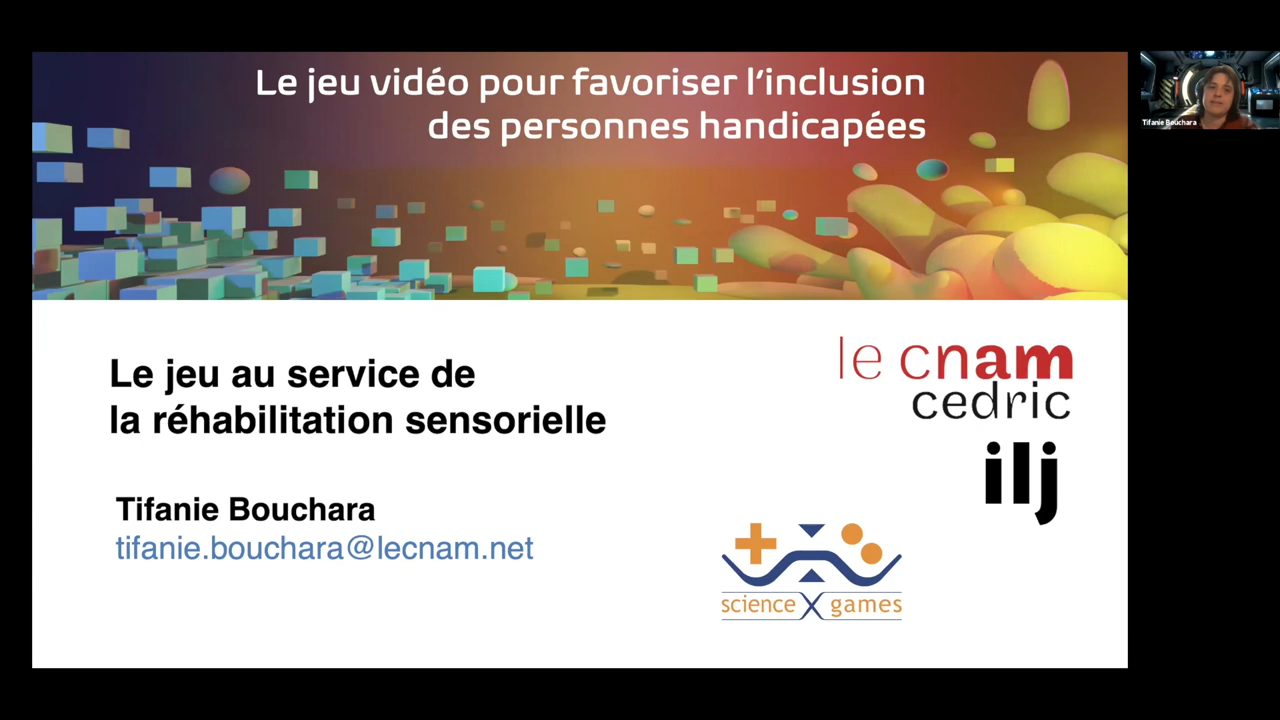 Le jeu vidéo pour favoriser l'inclusion
des personnes handicapées
Tifanie Bouchara
Le jeu au service de
la réhabilitation sensorielle
le cnam
cedric
ilj
Tifanie Bouchara
tifanie.bouchara@lecnam.net
science X games